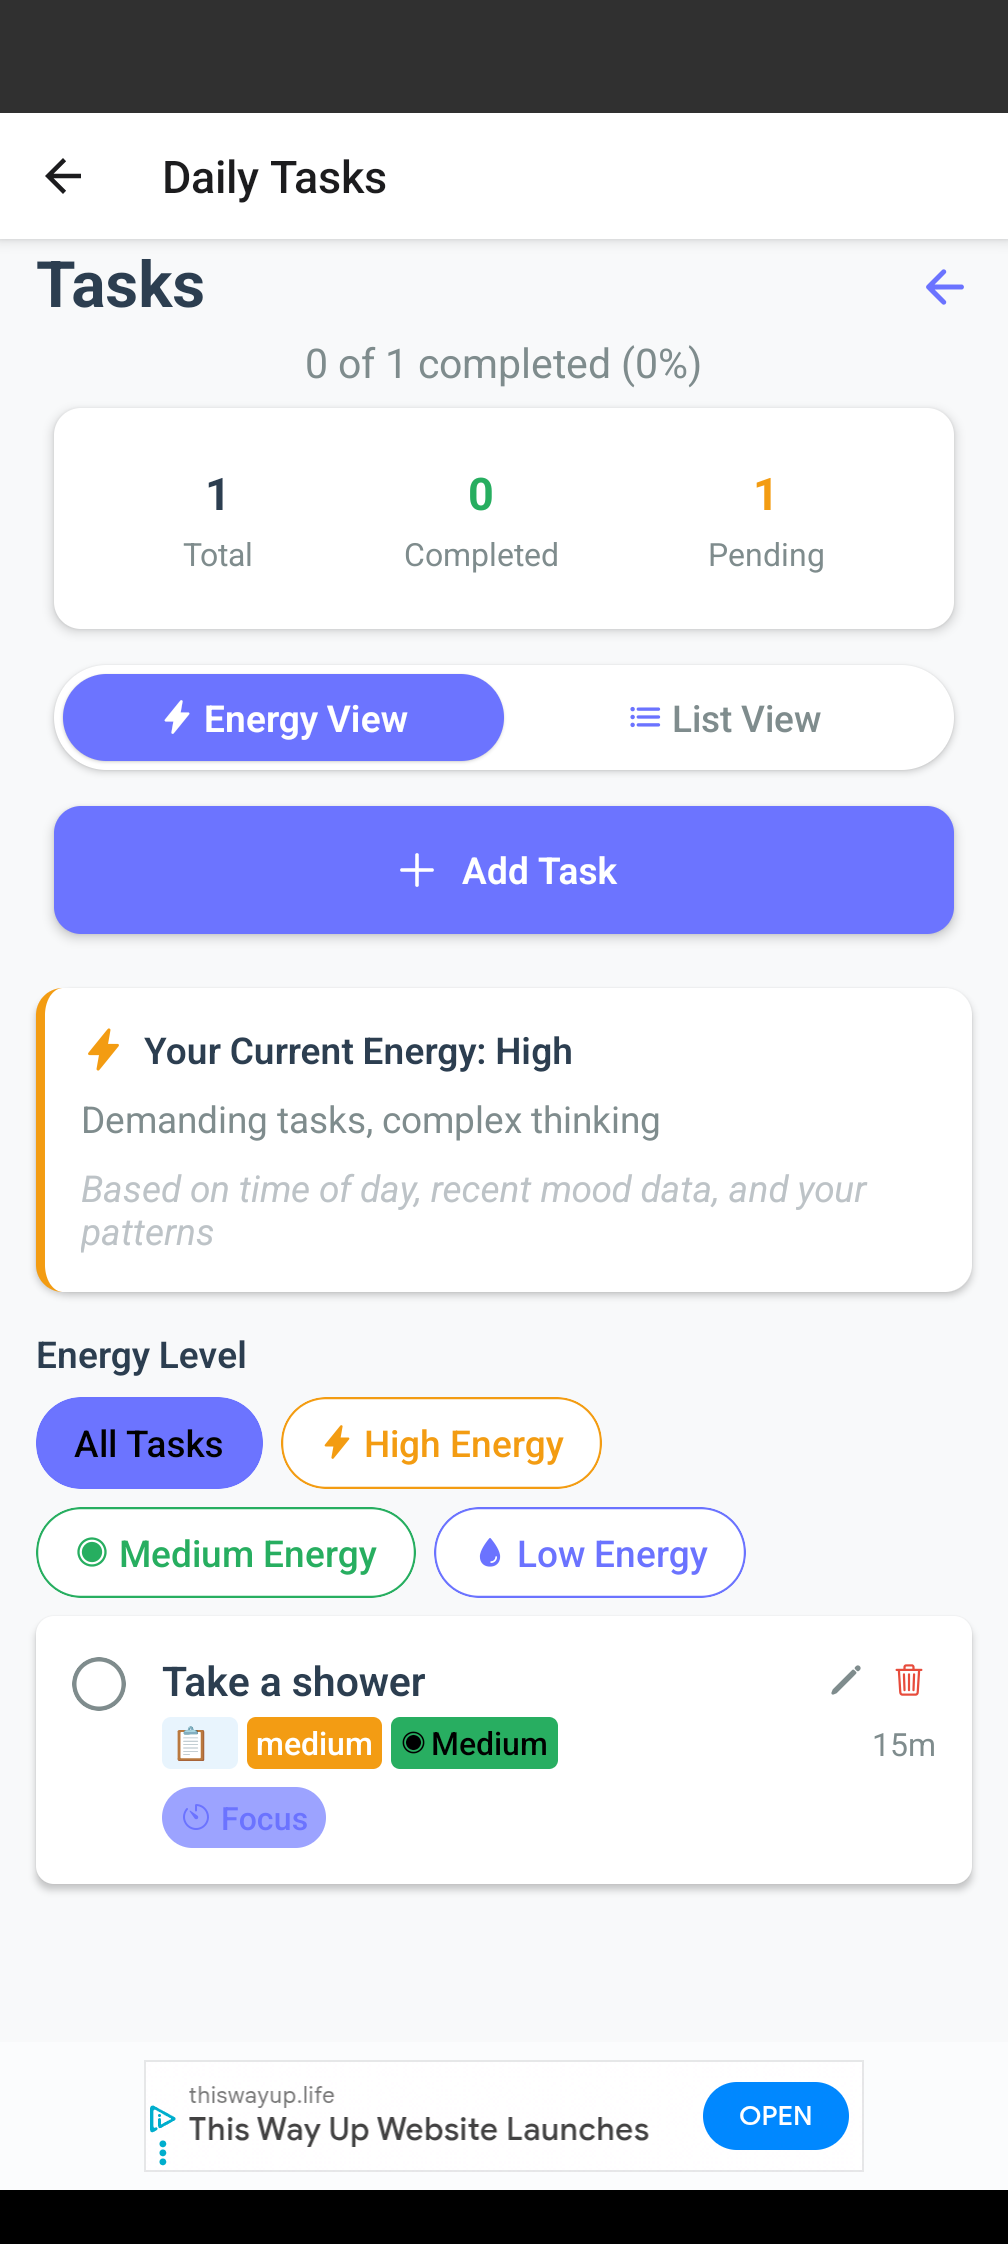 Daily Tasks
Tasks
0 of 1 completed (0%)
1 0 1
Total Completed Pending
Energy View List View
Add Task
Your Current Energy: High
Demanding tasks, complex thinking
Based on time of day, recent mood data, and your
patterns
Energy Level
All Tasks High Energy
Medium Energy Low Energy
Take a shower
medium Medium 15m
Focus
thiswayup.life
This Way Up Website Launches
OPEN